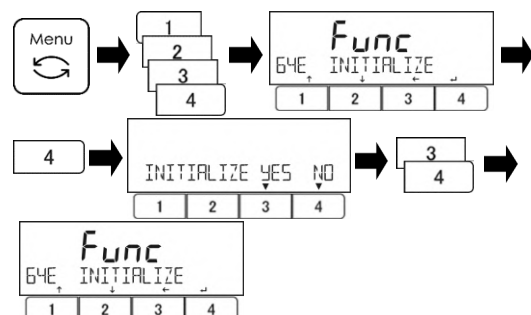 Menu
1
2
3
4
Func
64E INITIALIZE
1 2 3 4
4
INITIALIZE YES NO
1 2 3 4
3
4
Func
64E INITIALIZE
1 2 3 4